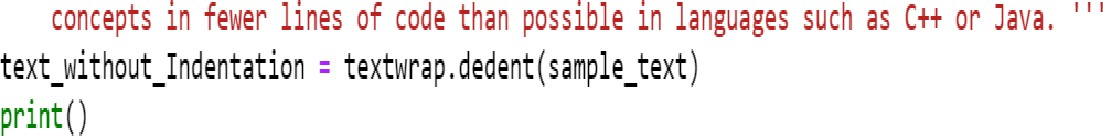 concepts in fewer lines of code than possible in languages such as C++ or Java. '''
text_without_Indentation = textwrap.dedent(sample_text)
print()